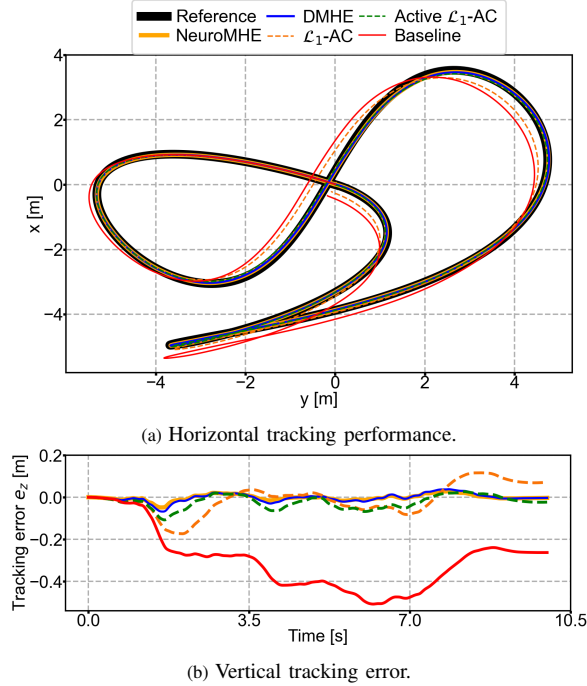 Reference DMHE Active ℒ₁-AC
NeuroMHE ℒ₁-AC Baseline
4
2
0
−2
−4
x [m]
−4 −2 0 2 4
y [m]
(a) Horizontal tracking performance.
0.2
0.0
−0.2
−0.4
Tracking error e_z [m]
0.0 3.5 7.0 10.5
Time [s]
(b) Vertical tracking error.